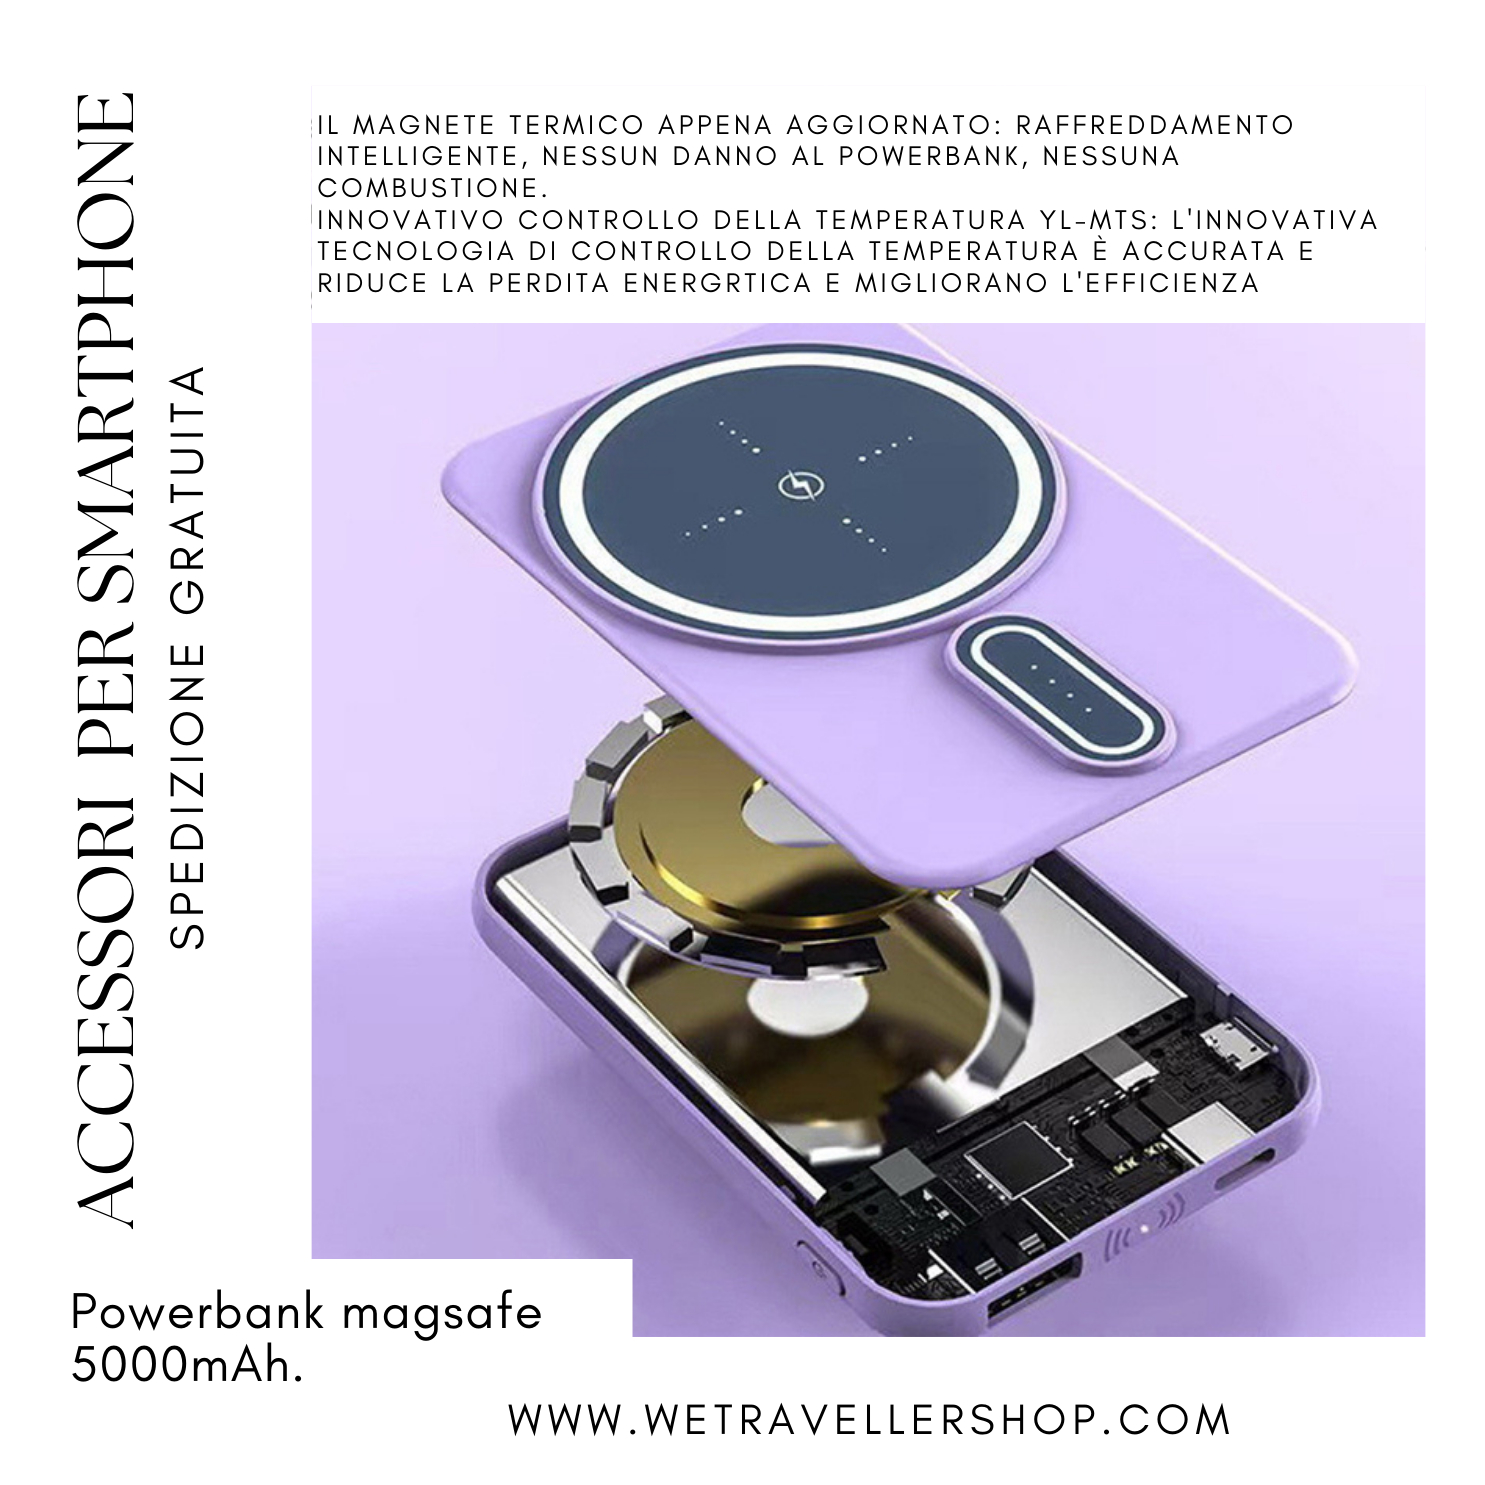 ACCESSORI PER SMARTPHONE
SPEDIZIONE GRATUITA
IL MAGNETE TERMICO APPENA AGGIORNATO: RAFFREDDAMENTO
INTELLIGENTE, NESSUN DANNO AL POWERBANK, NESSUNA
COMBUSTIONE.
INNOVATIVO CONTROLLO DELLA TEMPERATURA YL-MTS: L'INNOVATIVA
TECNOLOGIA DI CONTROLLO DELLA TEMPERATURA È ACCURATA E
RIDUCE LA PERDITA ENERGRTICA E MIGLIORANO L'EFFICIENZA
Powerbank magsafe
5000mAh.
WWW.WETRAVELLERSHOP.COM